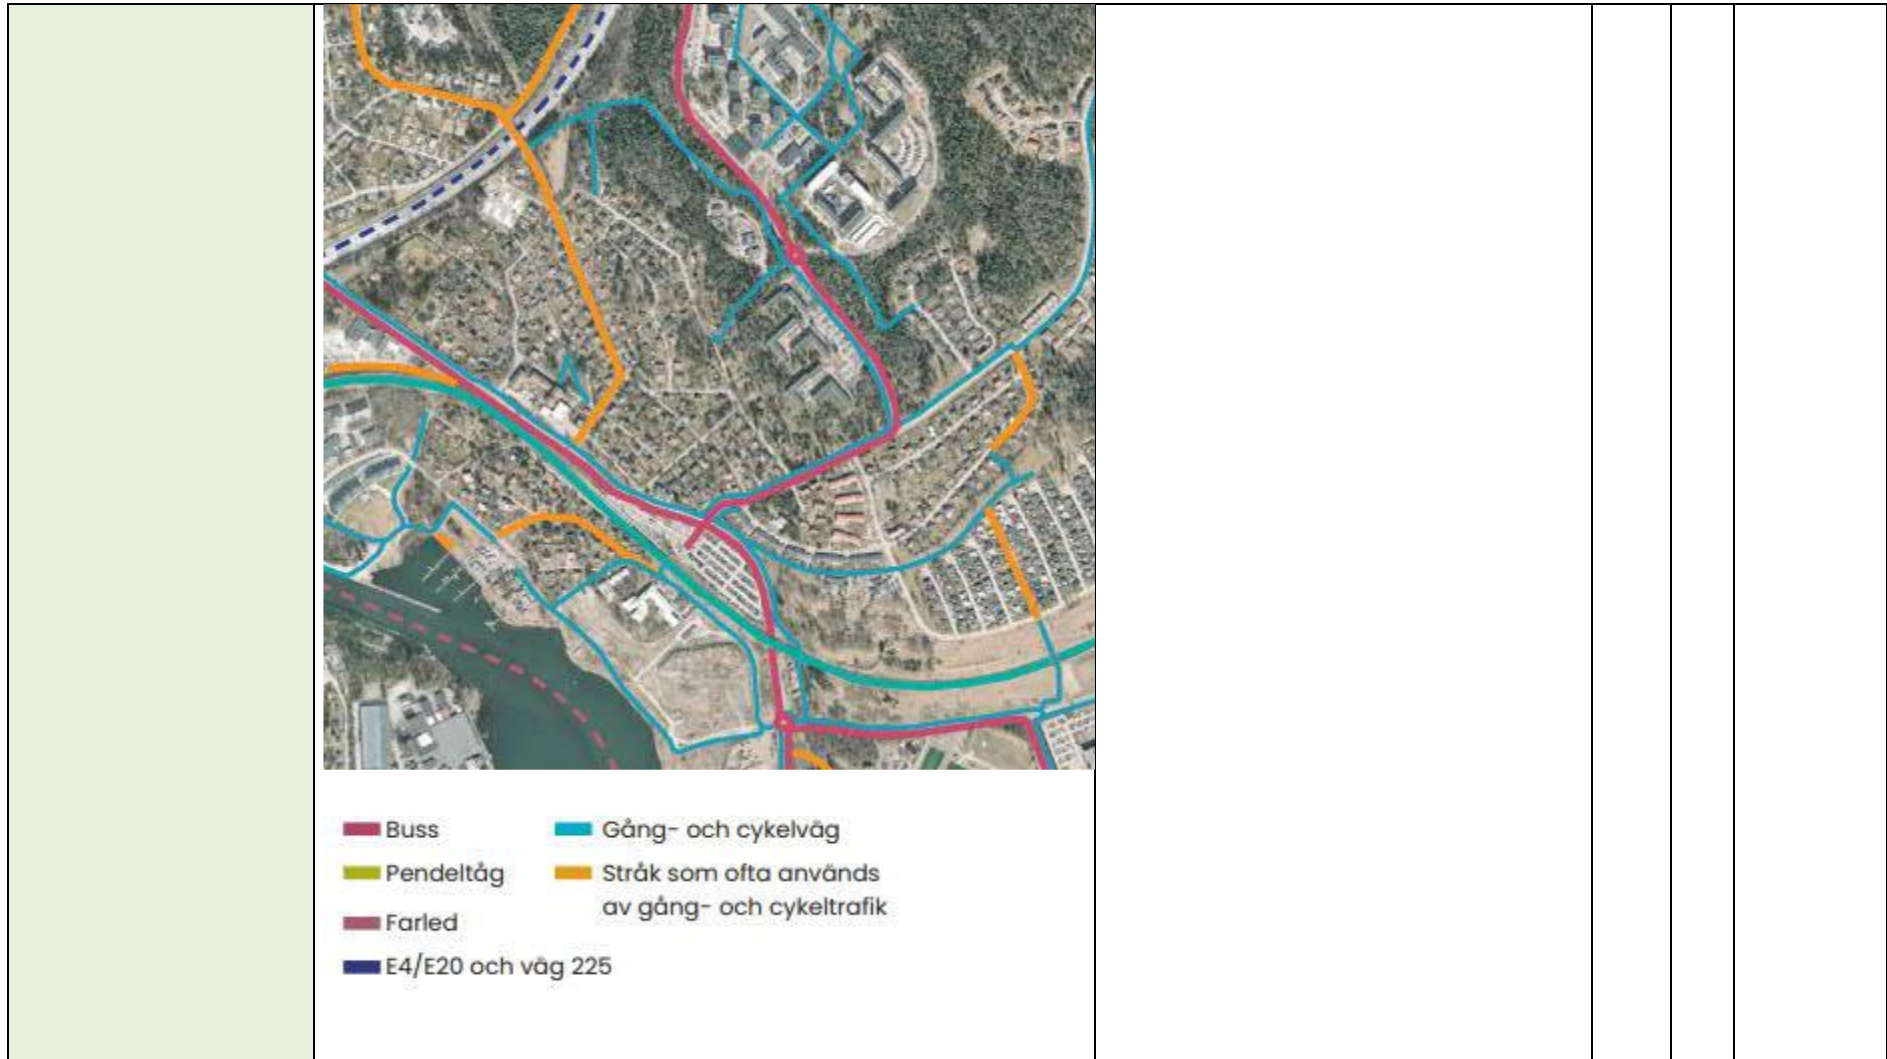 Buss
Pendeltåg
Farled
E4/E20 och väg 225
Gång- och cykelväg
Stråk som ofta används
av gång- och cykeltrafik